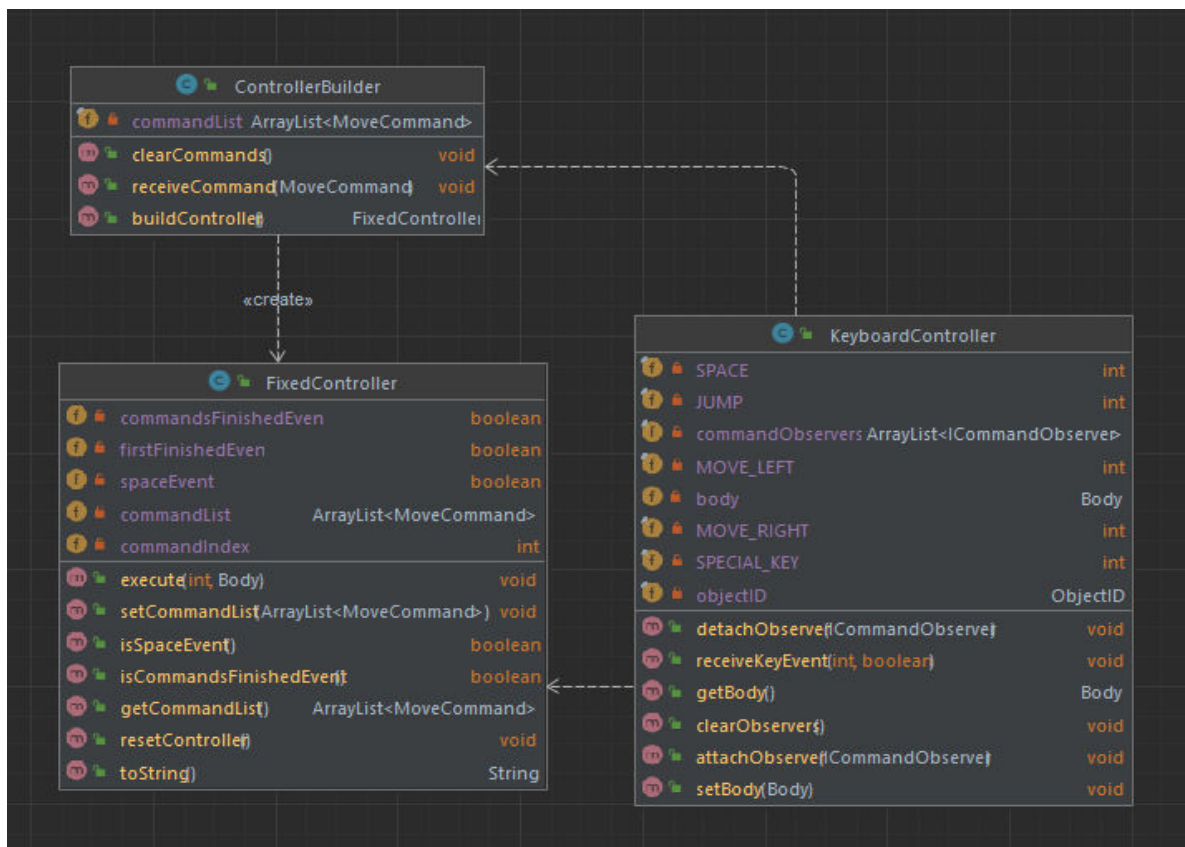 ControllerBuilder
commandList ArrayList<MoveCommand>
clearCommands() void
receiveCommand(MoveCommand) void
buildController() FixedController
«create»
FixedController
commandsFinishedEven boolean
firstFinishedEven boolean
spaceEvent boolean
commandList ArrayList<MoveCommand>
commandIndex int
execute(int, Body) void
setCommandList(ArrayList<MoveCommand>) void
isSpaceEvent() boolean
isCommandsFinishedEvent() boolean
getCommandList() ArrayList<MoveCommand>
resetController() void
toString() String
KeyboardController
SPACE int
JUMP int
commandObservers ArrayList<ICommandObserver>
MOVE_LEFT int
body Body
MOVE_RIGHT int
SPECIAL_KEY int
objectID ObjectID
detachObserver(ICommandObserver) void
receiveKeyEvent(int, boolean) void
getBody() Body
clearObservers() void
attachObserver(ICommandObserver) void
setBody(Body) void